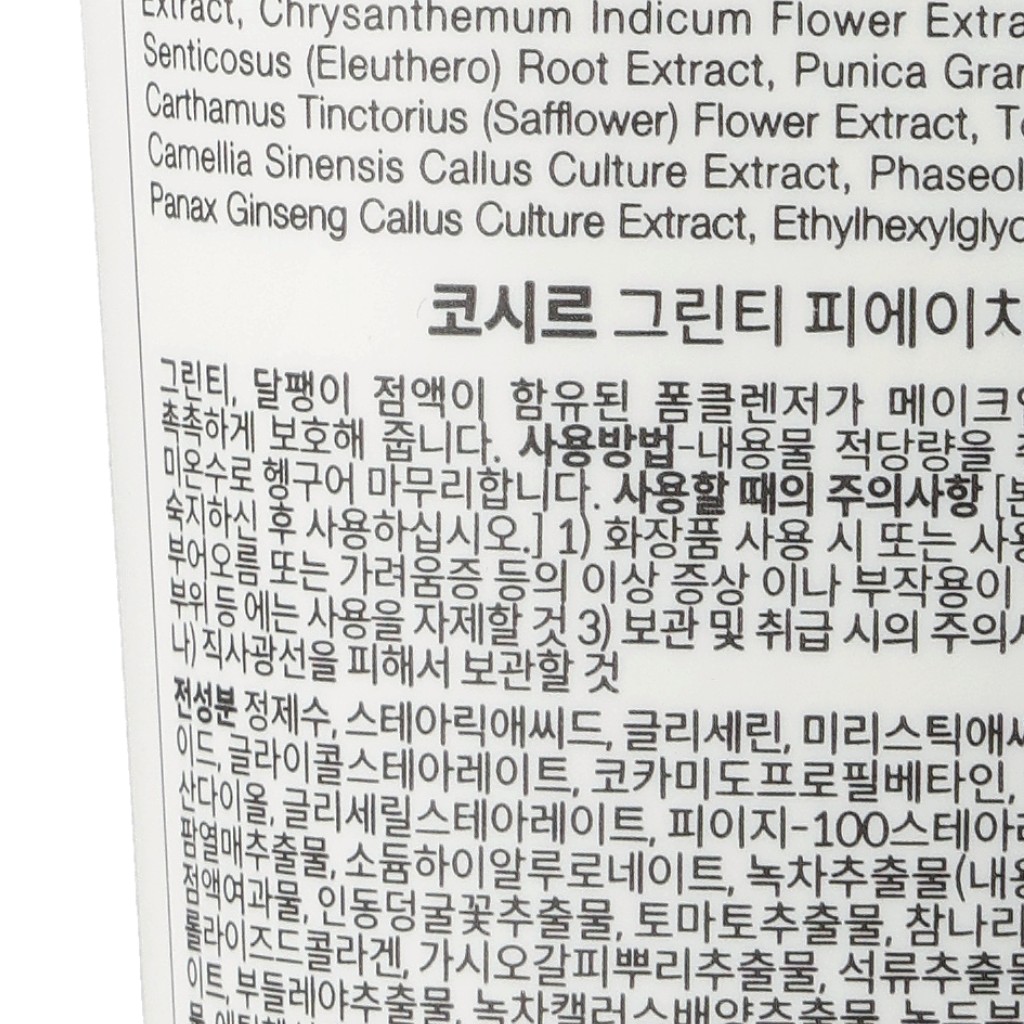 Extract, Chrysanthemum Indicum Flower Extra
Senticosus (Eleuthero) Root Extract, Punica Gran
Carthamus Tinctorius (Safflower) Flower Extract, To
Camellia Sinensis Callus Culture Extract, Phaseol
Panax Ginseng Callus Culture Extract, Ethylhexylglyc
코시르 그린티 피에이치
그린티, 달팽이 점액이 함유된 폼클렌저가 메이크
촉촉하게 보호해 줍니다. 사용방법-내용물 적당량을
미온수로 헹구어 마무리합니다. 사용할 때의 주의사항 [본
숙지하신 후 사용하십시오.] 1) 화장품 사용 시 또는 사용
부어오름 또는 가려움증 등의 이상 증상 이나 부작용이
부위 등에는 사용을 자제할 것 3) 보관 및 취급 시의 주의사
나) 직사광선을 피해서 보관할 것
전성분 정제수, 스테아릭애씨드, 글리세린, 미리스틱애씨
이드, 글라이콜스테아레이트, 코카미도프로필베타인,
산다이올, 글리세릴스테아레이트, 피이지-100스테아레
팜열매추출물, 소듐하이알루로네이트, 녹차추출물(내용
점액여과물, 인동덩굴꽃추출물, 토마토추출물, 참나리
롤라이즈드콜라겐, 가시오갈피뿌리추출물, 석류추출물
이트, 부들레야추출물, 녹차캘러스배양추출물, 녹두